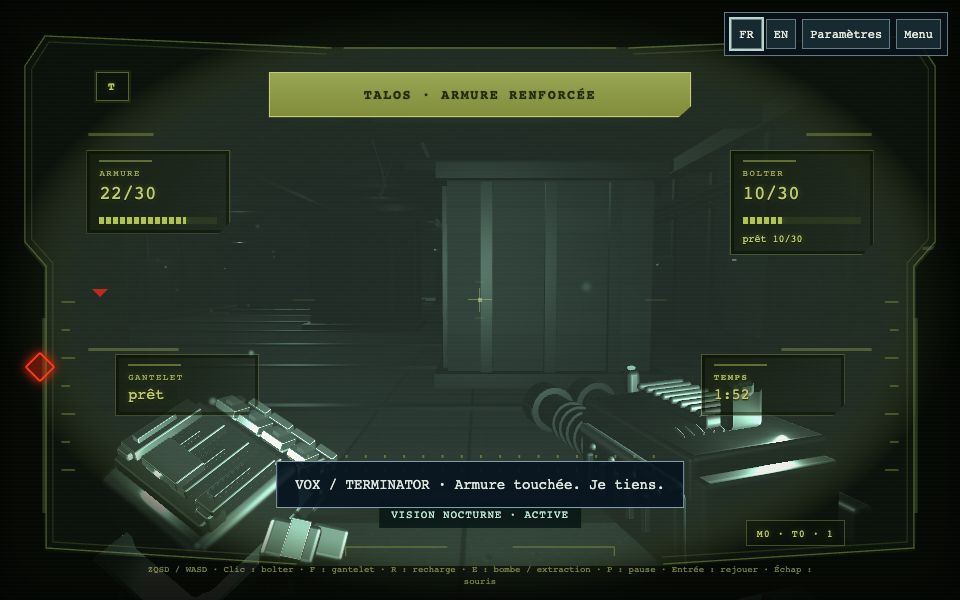 FR EN Paramètres Menu
T
TALOS · ARMURE RENFORCÉE
ARMURE
22/30
BOLTER
10/30
prêt 10/30
GANTELET
prêt
TEMPS
1:52
VOX / TERMINATOR · Armure touchée. Je tiens.
VISION NOCTURNE · ACTIVE
M0 · T0 · 1
ZQSD / WASD · Clic : bolter · F : gantelet · R : recharge · E : bombe / extraction · P : pause · Entrée : rejouer · Échap :
souris